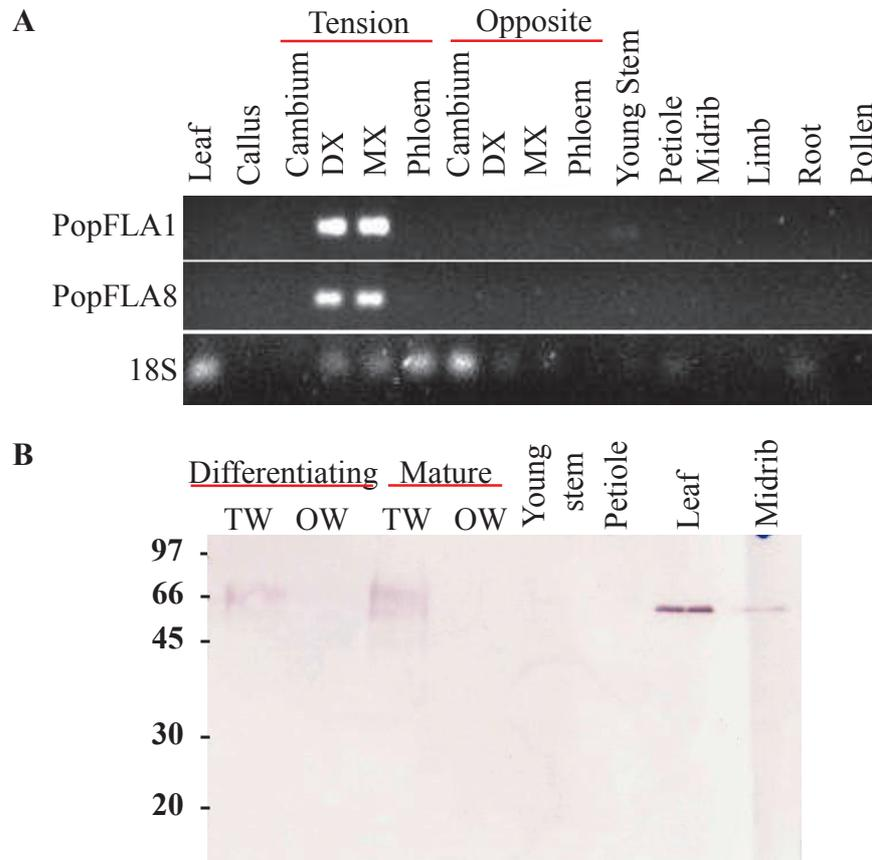 A
Tension
Opposite
Leaf
Callus
Cambium
DX
MX
Phloem
Cambium
DX
MX
Phloem
Young Stem
Petiole
Midrib
Limb
Root
Pollen
PopFLA1
PopFLA8
18S
B
Differentiating
Mature
TW
OW
TW
OW
Young
stem
Petiole
Leaf
Midrib
97
66
45
30
20